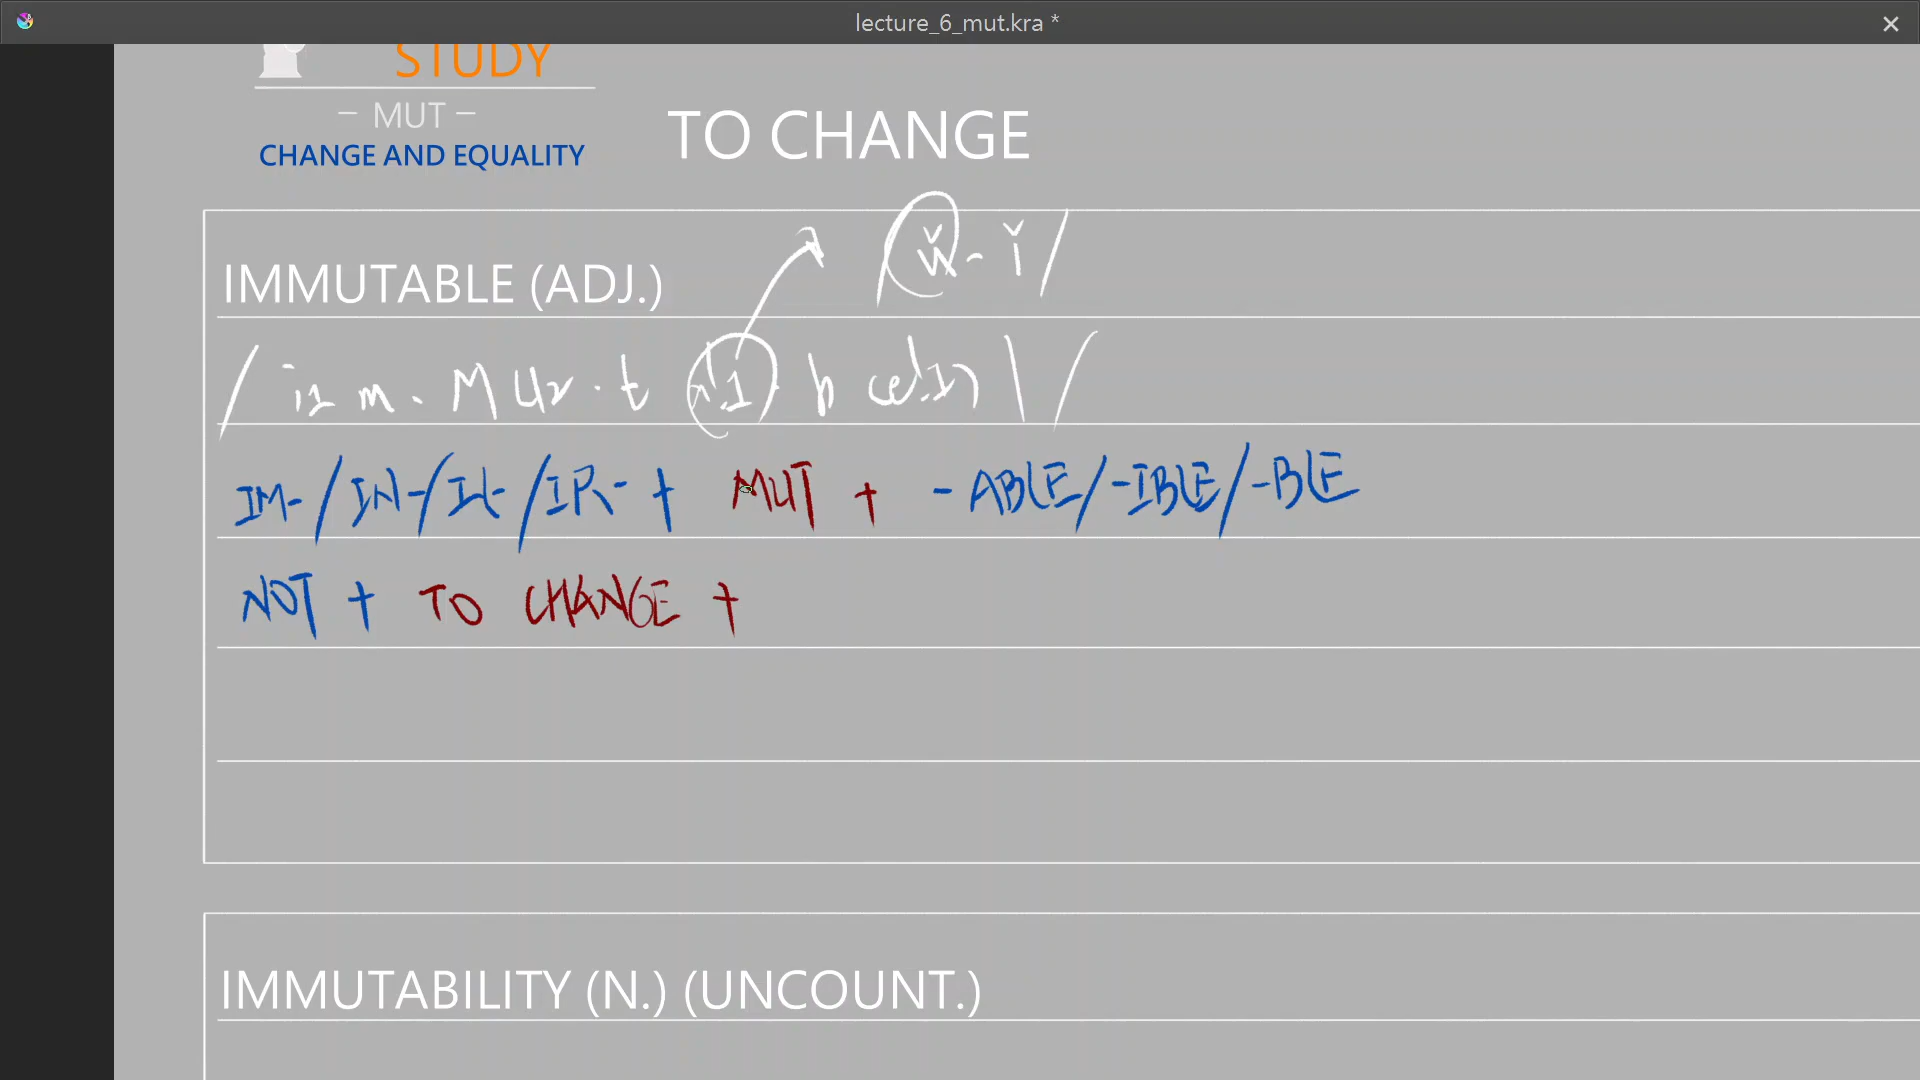 lecture_6_mut.kra *
STUDY
– MUT –
CHANGE AND EQUALITY
TO CHANGE
IMMUTABLE (ADJ.)
IM- / IN- / IL- / IR- + MUT + -ABLE / -IBLE / -BLE
NOT + TO CHANGE +
IMMUTABILITY (N.) (UNCOUNT.)